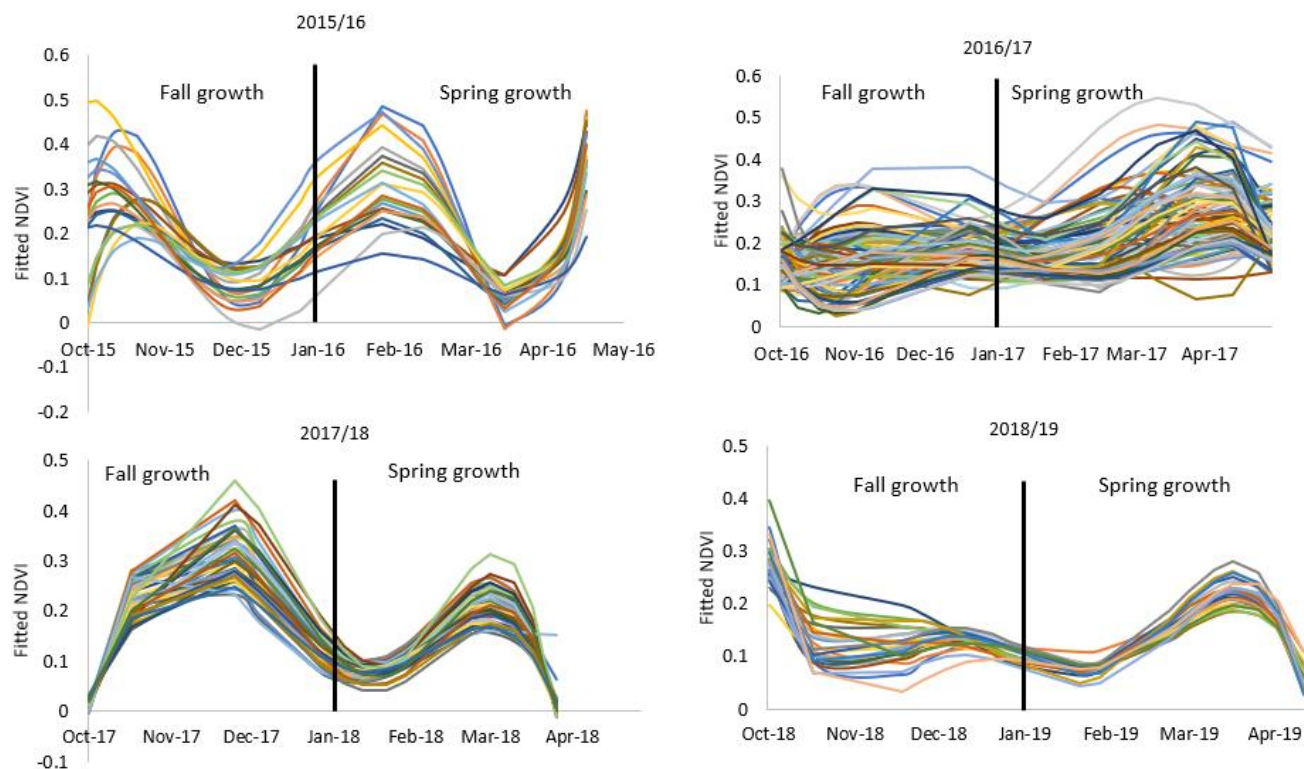 2015/16
0.6
0.5
0.4
0.3
0.2
0.1
0
-0.1
-0.2
Fitted NDVI
Fall growth
Spring growth
Oct-15 Nov-15 Dec-15 Jan-16 Feb-16 Mar-16 Apr-16 May-16
2016/17
0.6
0.5
0.4
0.3
0.2
0.1
0
Fitted NDVI
Fall growth
Spring growth
Oct-16 Nov-16 Dec-16 Jan-17 Feb-17 Mar-17 Apr-17
2017/18
0.5
0.4
0.3
0.2
0.1
0
-0.1
Fitted NDVI
Fall growth
Spring growth
Oct-17 Nov-17 Dec-17 Jan-18 Feb-18 Mar-18 Apr-18
2018/19
0.5
0.4
0.3
0.2
0.1
0
Fitted NDVI
Fall growth
Spring growth
Oct-18 Nov-18 Dec-18 Jan-19 Feb-19 Mar-19 Apr-19